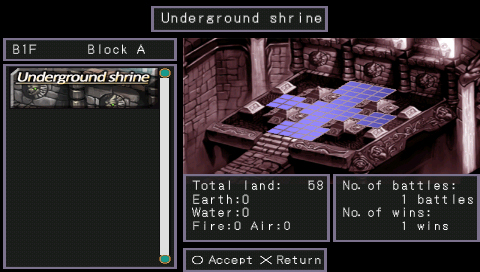 Underground shrine
B1F Block A
Underground shrine
Total land: 58
Earth:0
Water:0
Fire:0 Air:0
No. of battles:
1 battles
No. of wins:
1 wins
○ Accept × Return